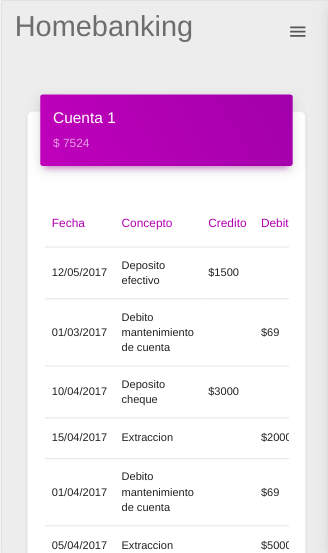 Homebanking
Cuenta 1
$ 7524
Fecha Concepto Credito Debit
12/05/2017 Deposito efectivo $1500
01/03/2017 Debito mantenimiento de cuenta $69
10/04/2017 Deposito cheque $3000
15/04/2017 Extraccion $2000
01/04/2017 Debito mantenimiento de cuenta $69
05/04/2017 Extraccion $5000